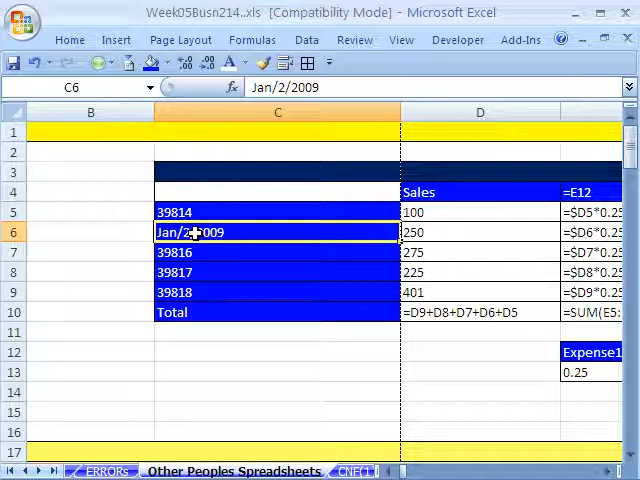 Week05Busn214..xls [Compatibility Mode] - Microsoft Excel
Home Insert Page Layout Formulas Data Review View Developer Add-Ins
C6 fx Jan/2/2009
B C D
1
2
3
4 Sales =E12
5 39814 100 =$D5*0.25
6 Jan/2/2009 250 =$D6*0.25
7 39816 275 =$D7*0.25
8 39817 225 =$D8*0.25
9 39818 401 =$D9*0.25
10 Total =D9+D8+D7+D6+D5 =SUM(E5:
11
12 Expense1
13 0.25
14
15
16
17
ERRORs Other Peoples Spreadsheets CNF(1